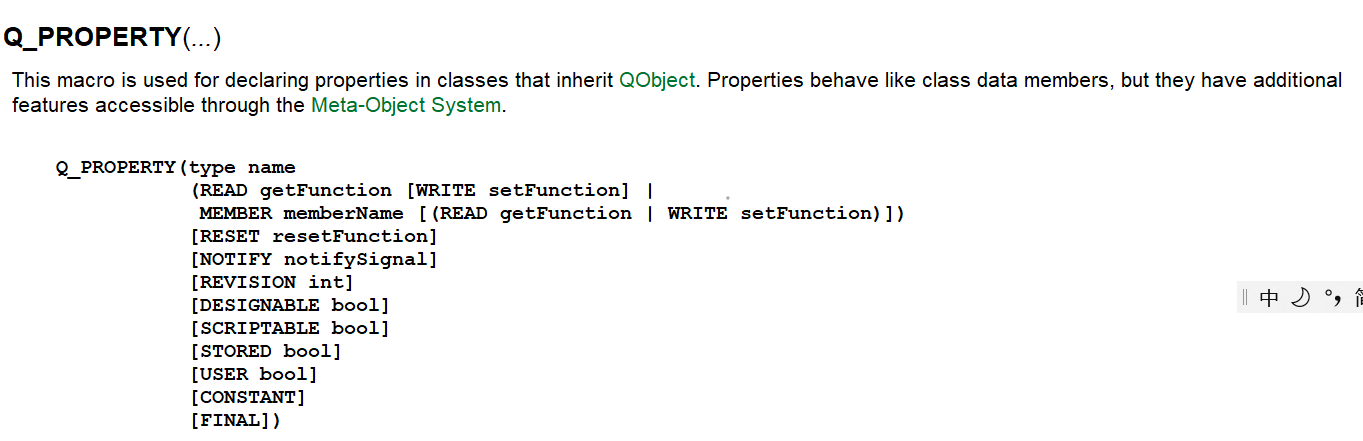 Q_PROPERTY(...)
This macro is used for declaring properties in classes that inherit QObject. Properties behave like class data members, but they have additional
features accessible through the Meta-Object System.
Q_PROPERTY(type name
(READ getFunction [WRITE setFunction] |
MEMBER memberName [(READ getFunction | WRITE setFunction)])
[RESET resetFunction]
[NOTIFY notifySignal]
[REVISION int]
[DESIGNABLE bool]
中 °,
[SCRIPTABLE bool]
[STORED bool]
[USER bool]
[CONSTANT]
[FINAL])